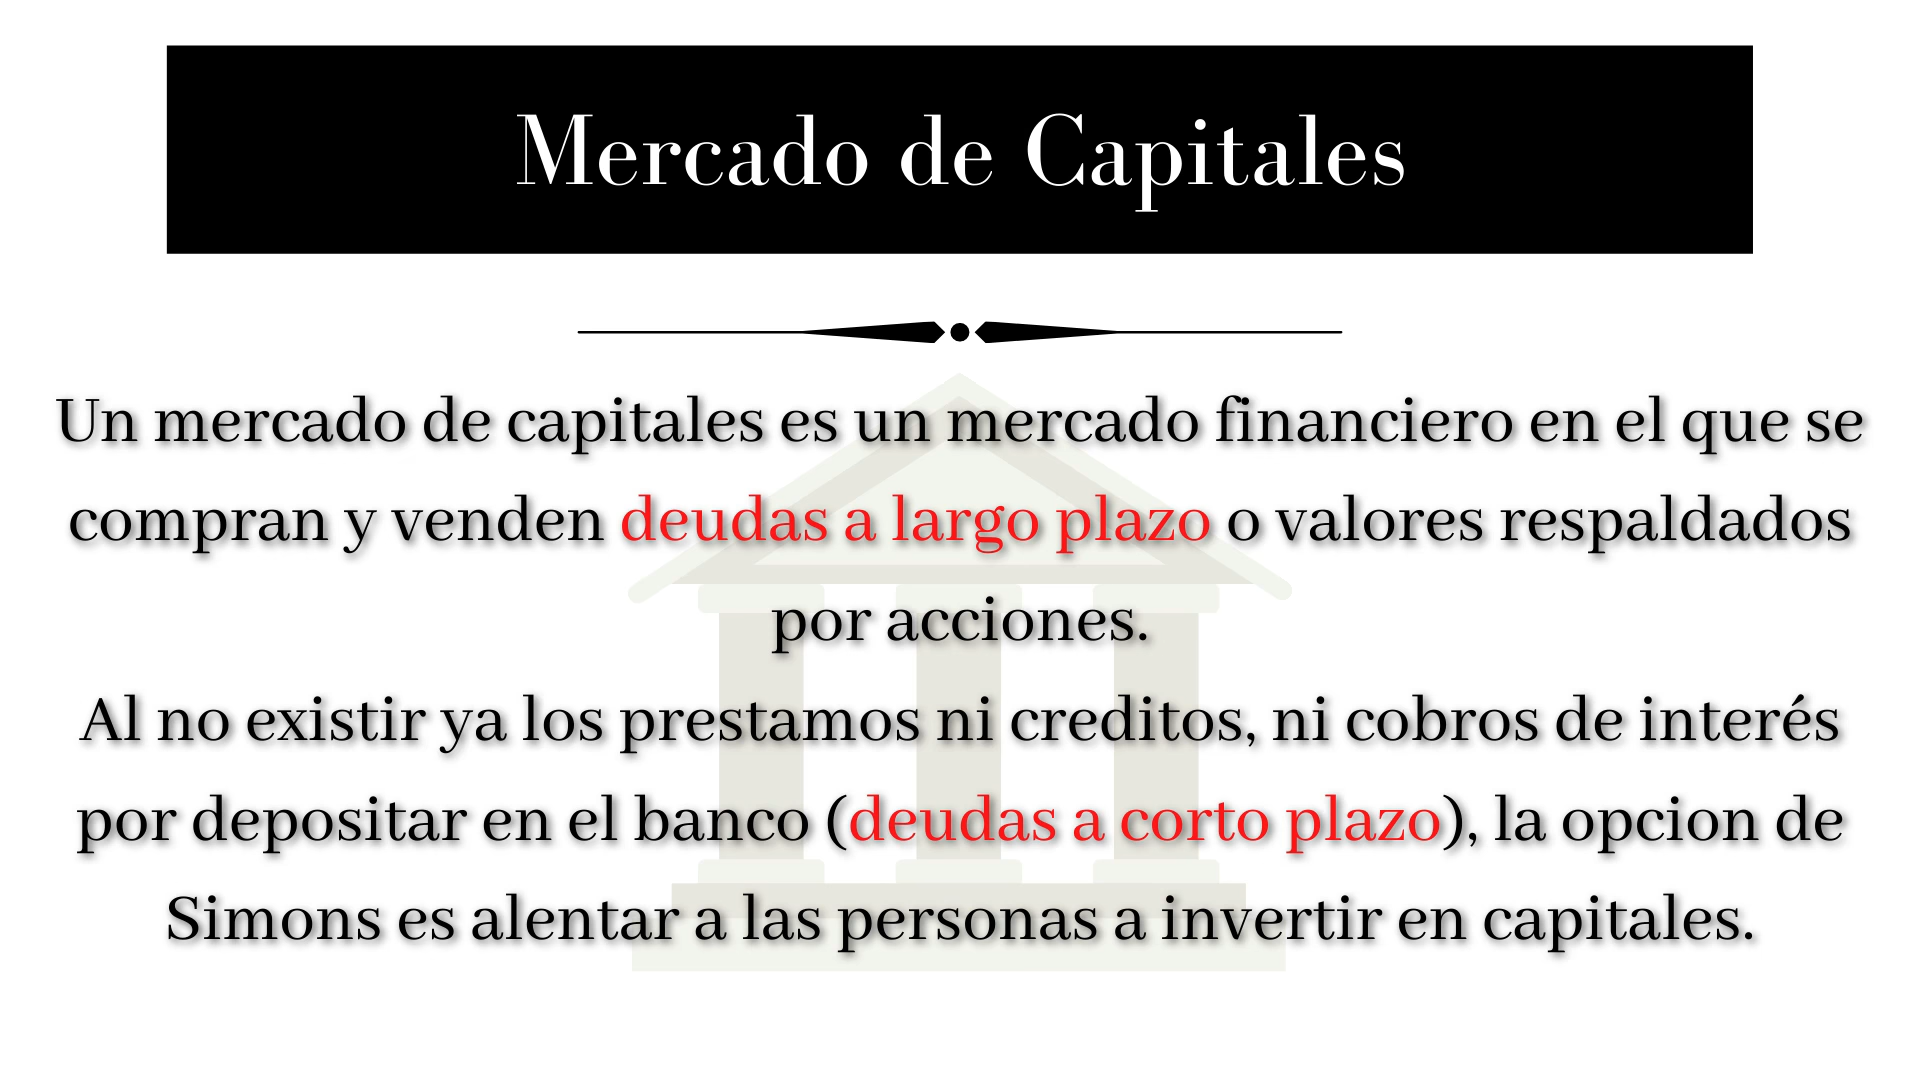 Mercado de Capitales
Un mercado de capitales es un mercado financiero en el que se
compran y venden deudas a largo plazo o valores respaldados
por acciones.
Al no existir ya los prestamos ni creditos, ni cobros de interés
por depositar en el banco (deudas a corto plazo), la opcion de
Simons es alentar a las personas a invertir en capitales.